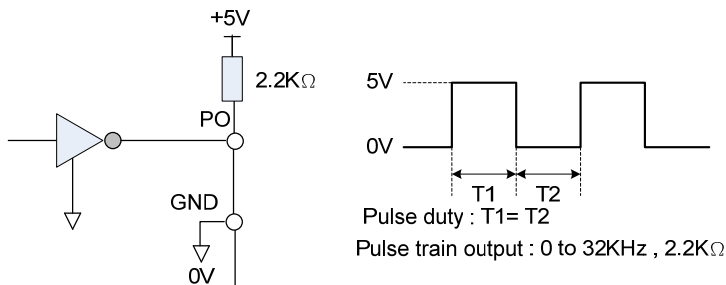 +5V
2.2KΩ
PO
GND
0V
5V
0V
T1 T2
Pulse duty : T1= T2
Pulse train output : 0 to 32KHz , 2.2KΩ